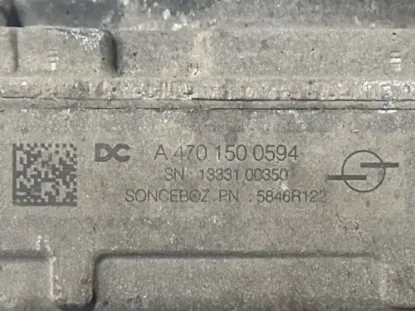 DC A 470 150 0594
SN : 13331 00350
SONCEBOZ PN : 5846R122